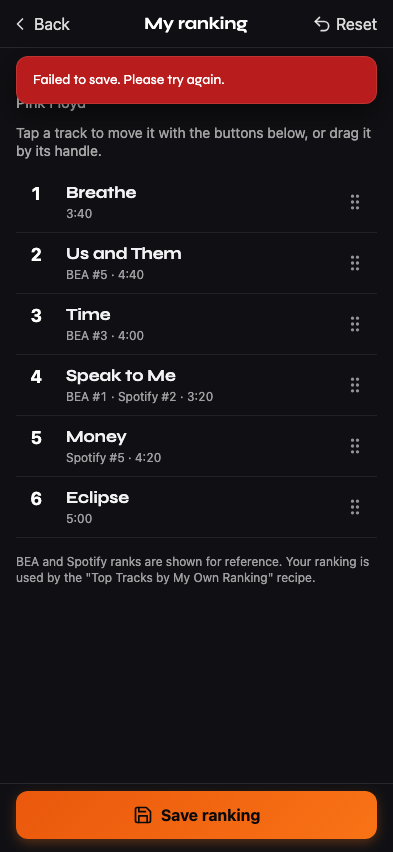 Back
My ranking
Reset
Failed to save. Please try again.
Pink Floyd
Tap a track to move it with the buttons below, or drag it
by its handle.
1
Breathe
3:40
2
Us and Them
BEA #5 · 4:40
3
Time
BEA #3 · 4:00
4
Speak to Me
BEA #1 · Spotify #2 · 3:20
5
Money
Spotify #5 · 4:20
6
Eclipse
5:00
BEA and Spotify ranks are shown for reference. Your ranking is
used by the "Top Tracks by My Own Ranking" recipe.
Save ranking